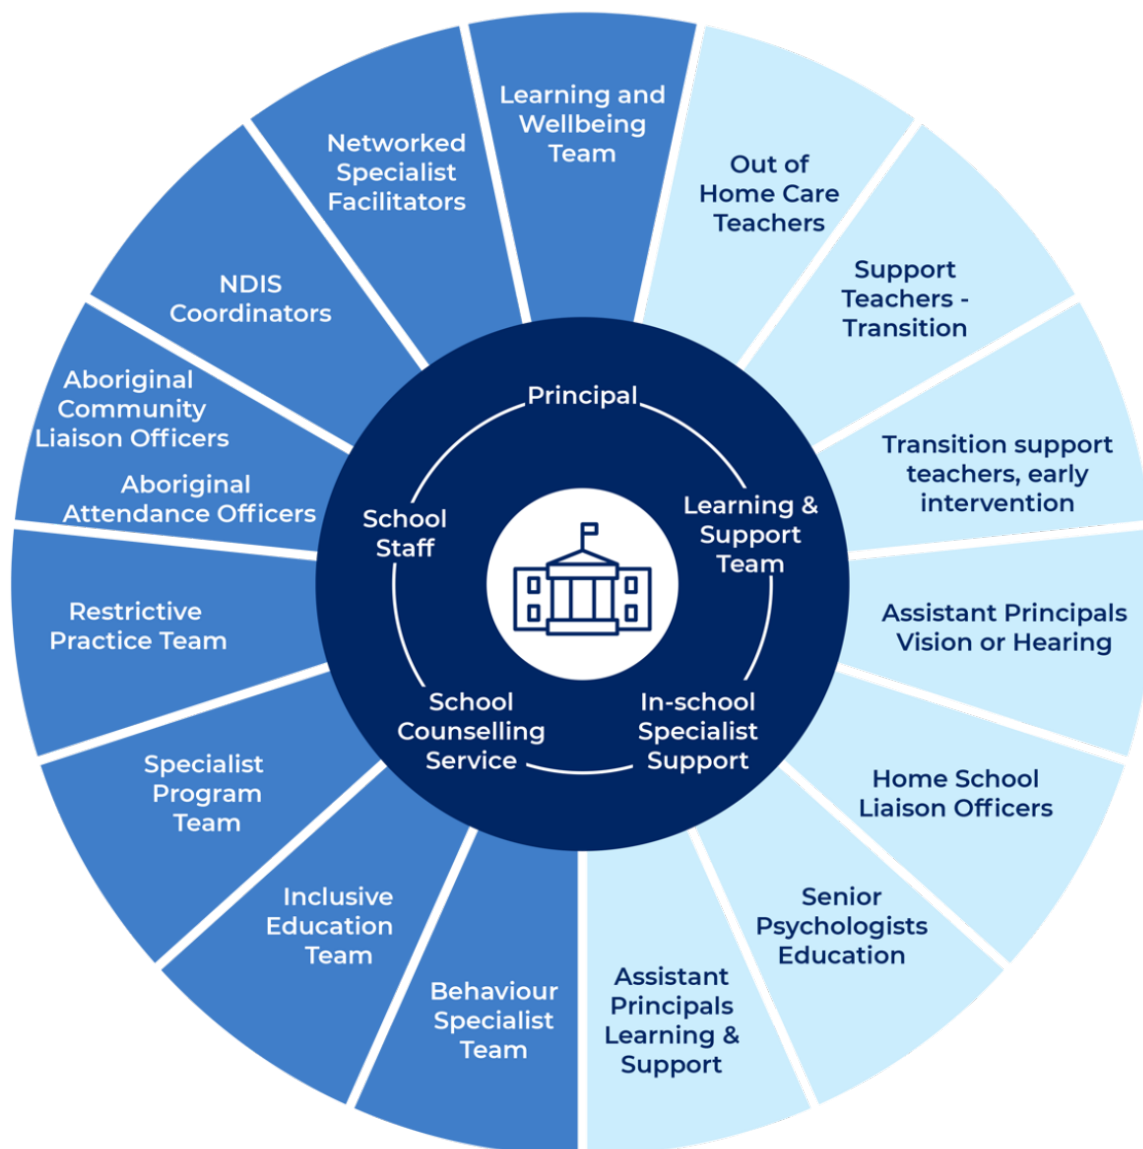 Learning and
Wellbeing
Team
Out of
Home Care
Teachers
Support
Teachers -
Transition
Transition support
teachers, early
intervention
Assistant Principals
Vision or Hearing
Home School
Liaison Officers
Senior
Psychologists
Education
Assistant
Principals
Learning &
Support
Behaviour
Specialist
Team
Inclusive
Education
Team
Specialist
Program
Team
Restrictive
Practice Team
Aboriginal
Community
Liaison Officers
Aboriginal
Attendance Officers
NDIS
Coordinators
Networked
Specialist
Facilitators
Principal
Learning &
Support
Team
In-school
Specialist
Support
School
Counselling
Service
School
Staff